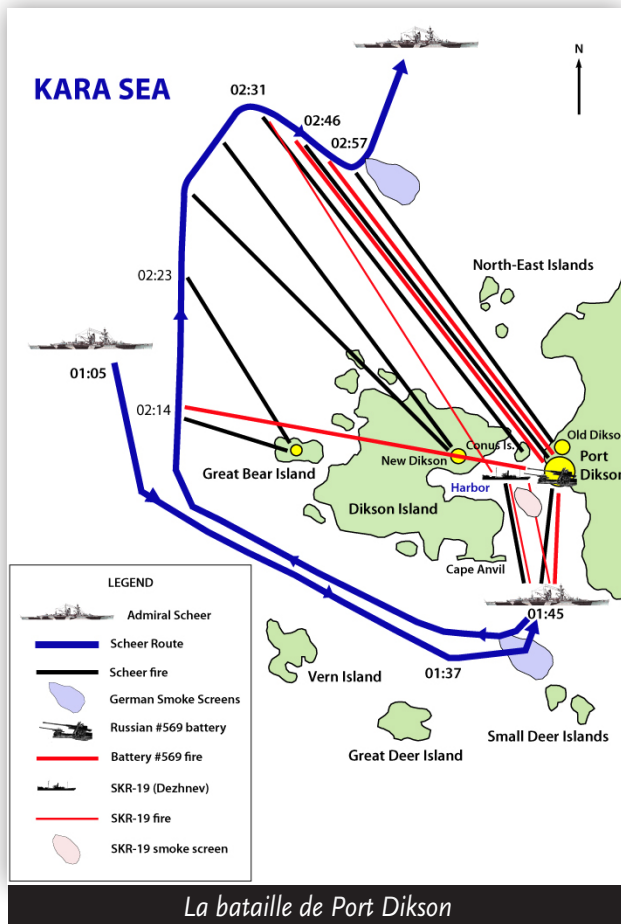 KARA SEA
N
02:31
02:46
02:57
North-East Islands
02:23
01:05
02:14
Old Dikson
Conus Is.
Port
Dikson
New Dikson
Great Bear Island
Harbor
Dikson Island
Cape Anvil
01:45
01:37
Vern Island
Great Deer Island
Small Deer Islands
LEGEND
Admiral Scheer
Scheer Route
Scheer fire
German Smoke Screens
Russian #569 battery
Battery #569 fire
SKR-19 (Dezhnev)
SKR-19 fire
SKR-19 smoke screen
La bataille de Port Dikson